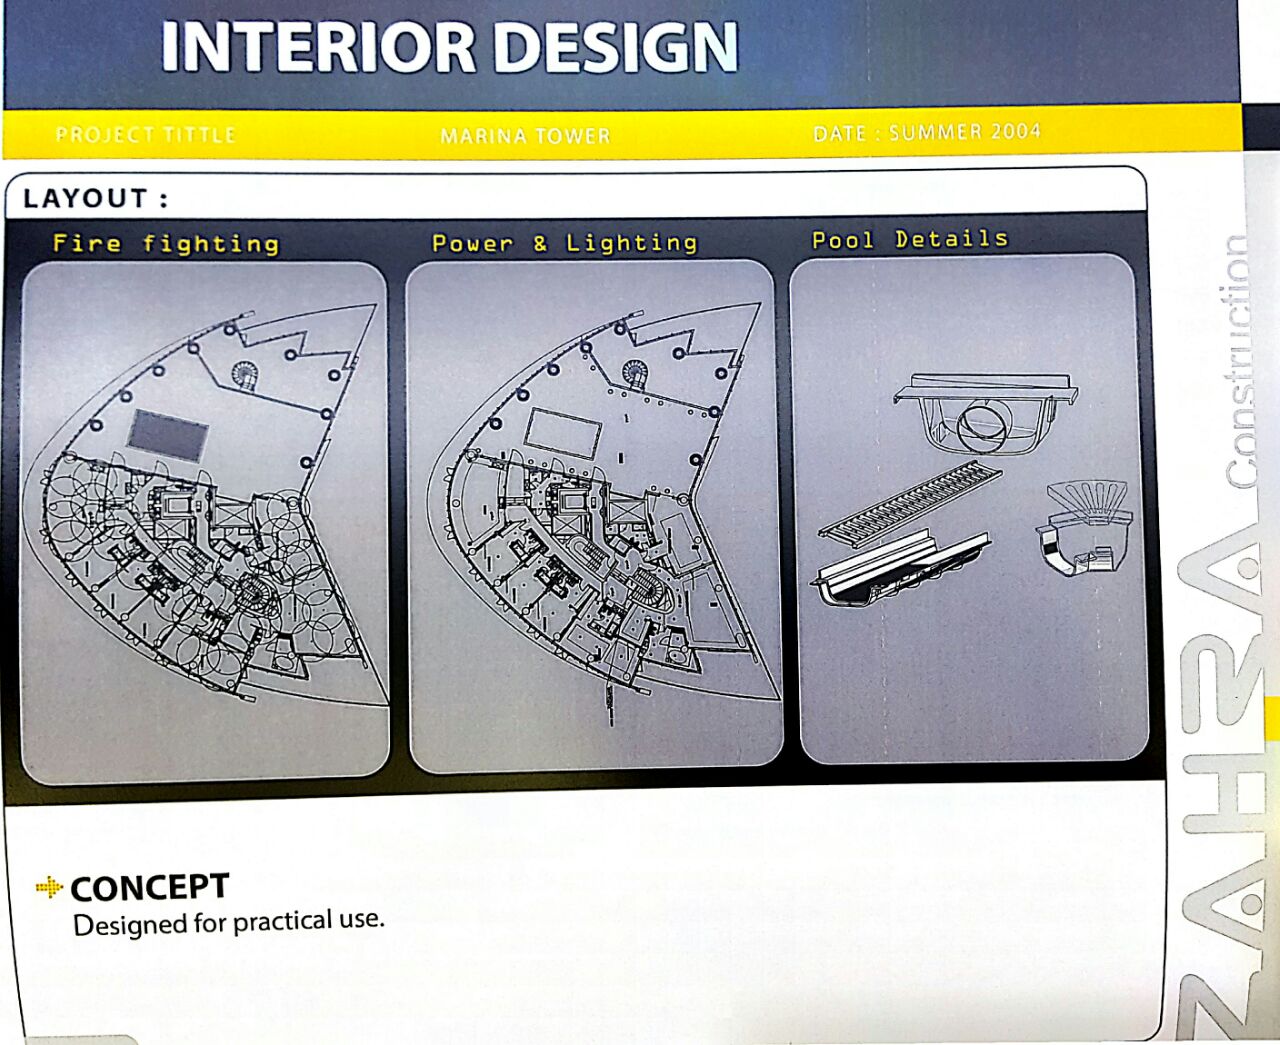 INTERIOR DESIGN
PROJECT TITTLE MARINA TOWER DATE : SUMMER 2004
LAYOUT :
Fire fighting Power & Lighting Pool Details
CONCEPT
Designed for practical use.
ZAHRA Construction